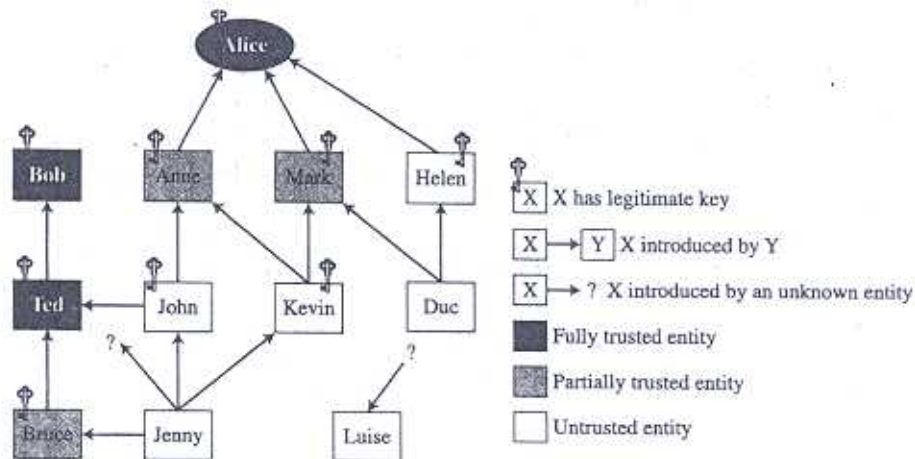 Alice
Bob
Anne
Mark
Helen
X X has legitimate key
X Y X introduced by Y
Ted
John
Kevin
Duc
X ? X introduced by an unknown entity
?
?
Fully trusted entity
Partially trusted entity
Bruce
Jenny
Luise
Untrusted entity